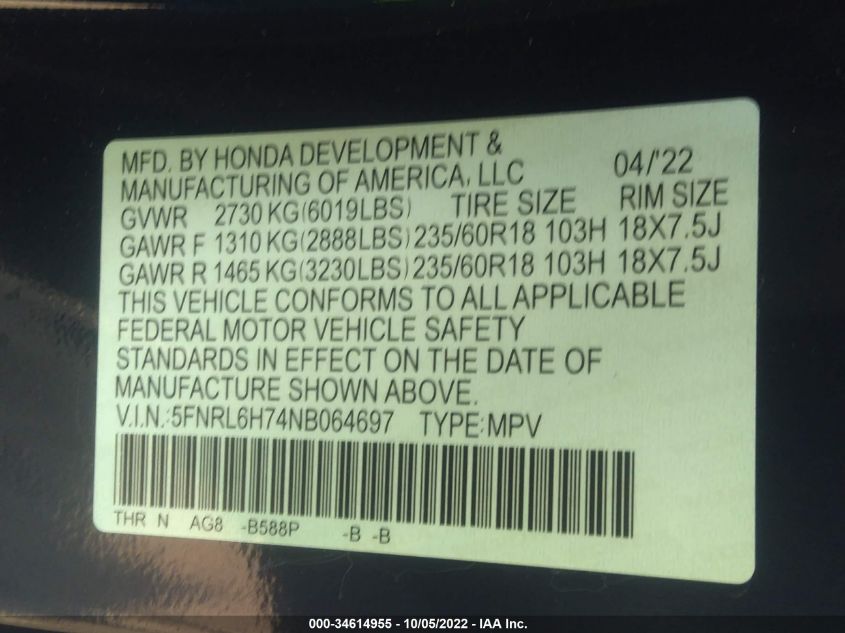 MFD. BY HONDA DEVELOPMENT &
MANUFACTURING OF AMERICA, LLC 04/'22
GVWR 2730 KG(6019LBS) TIRE SIZE RIM SIZE
GAWR F 1310 KG(2888LBS) 235/60R18 103H 18X7.5J
GAWR R 1465 KG(3230LBS) 235/60R18 103H 18X7.5J
THIS VEHICLE CONFORMS TO ALL APPLICABLE
FEDERAL MOTOR VEHICLE SAFETY
STANDARDS IN EFFECT ON THE DATE OF
MANUFACTURE SHOWN ABOVE.
V.I.N.:5FNRL6H74NB064697 TYPE:MPV
THR N AG8 -B588P -B -B
000-34614955 - 10/05/2022 - IAA Inc.